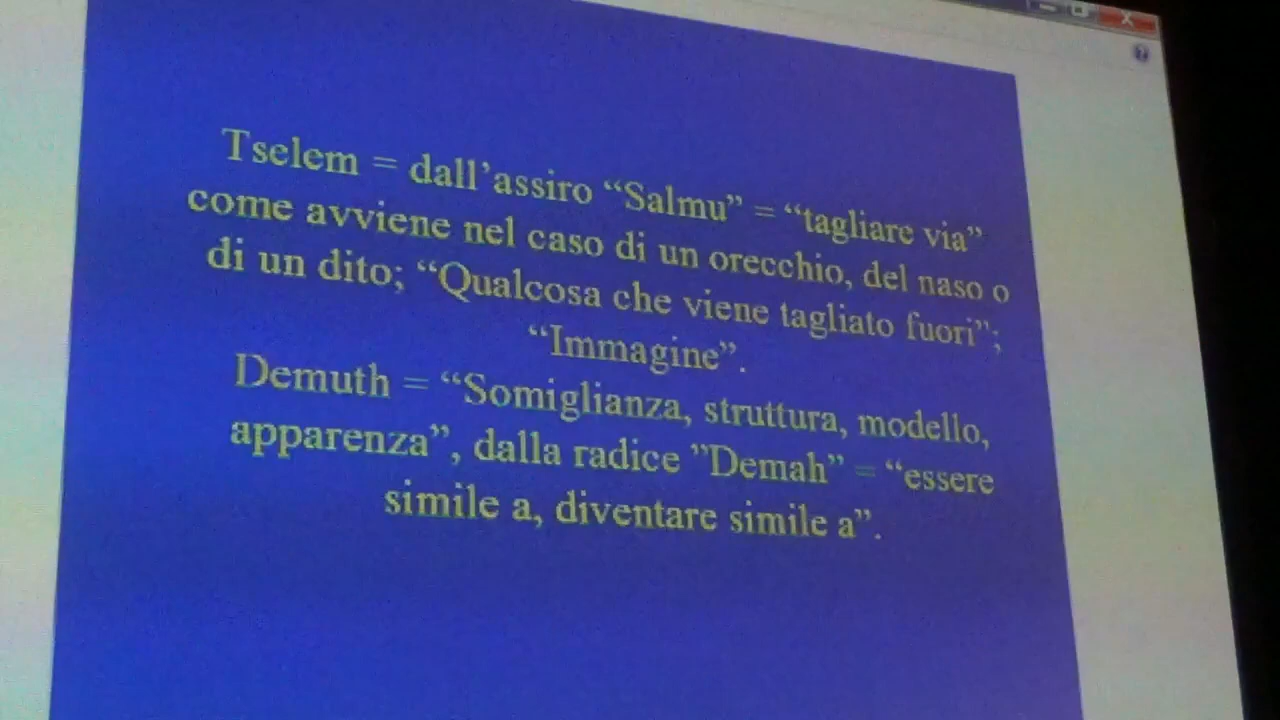 Tselem = dall'assiro “Salmu” = “tagliare via”
come avviene nel caso di un orecchio, del naso o
di un dito; “Qualcosa che viene tagliato fuori”;
“Immagine”.
Demuth = “Somiglianza, struttura, modello,
apparenza”, dalla radice ”Demah” = “essere
simile a, diventare simile a”.